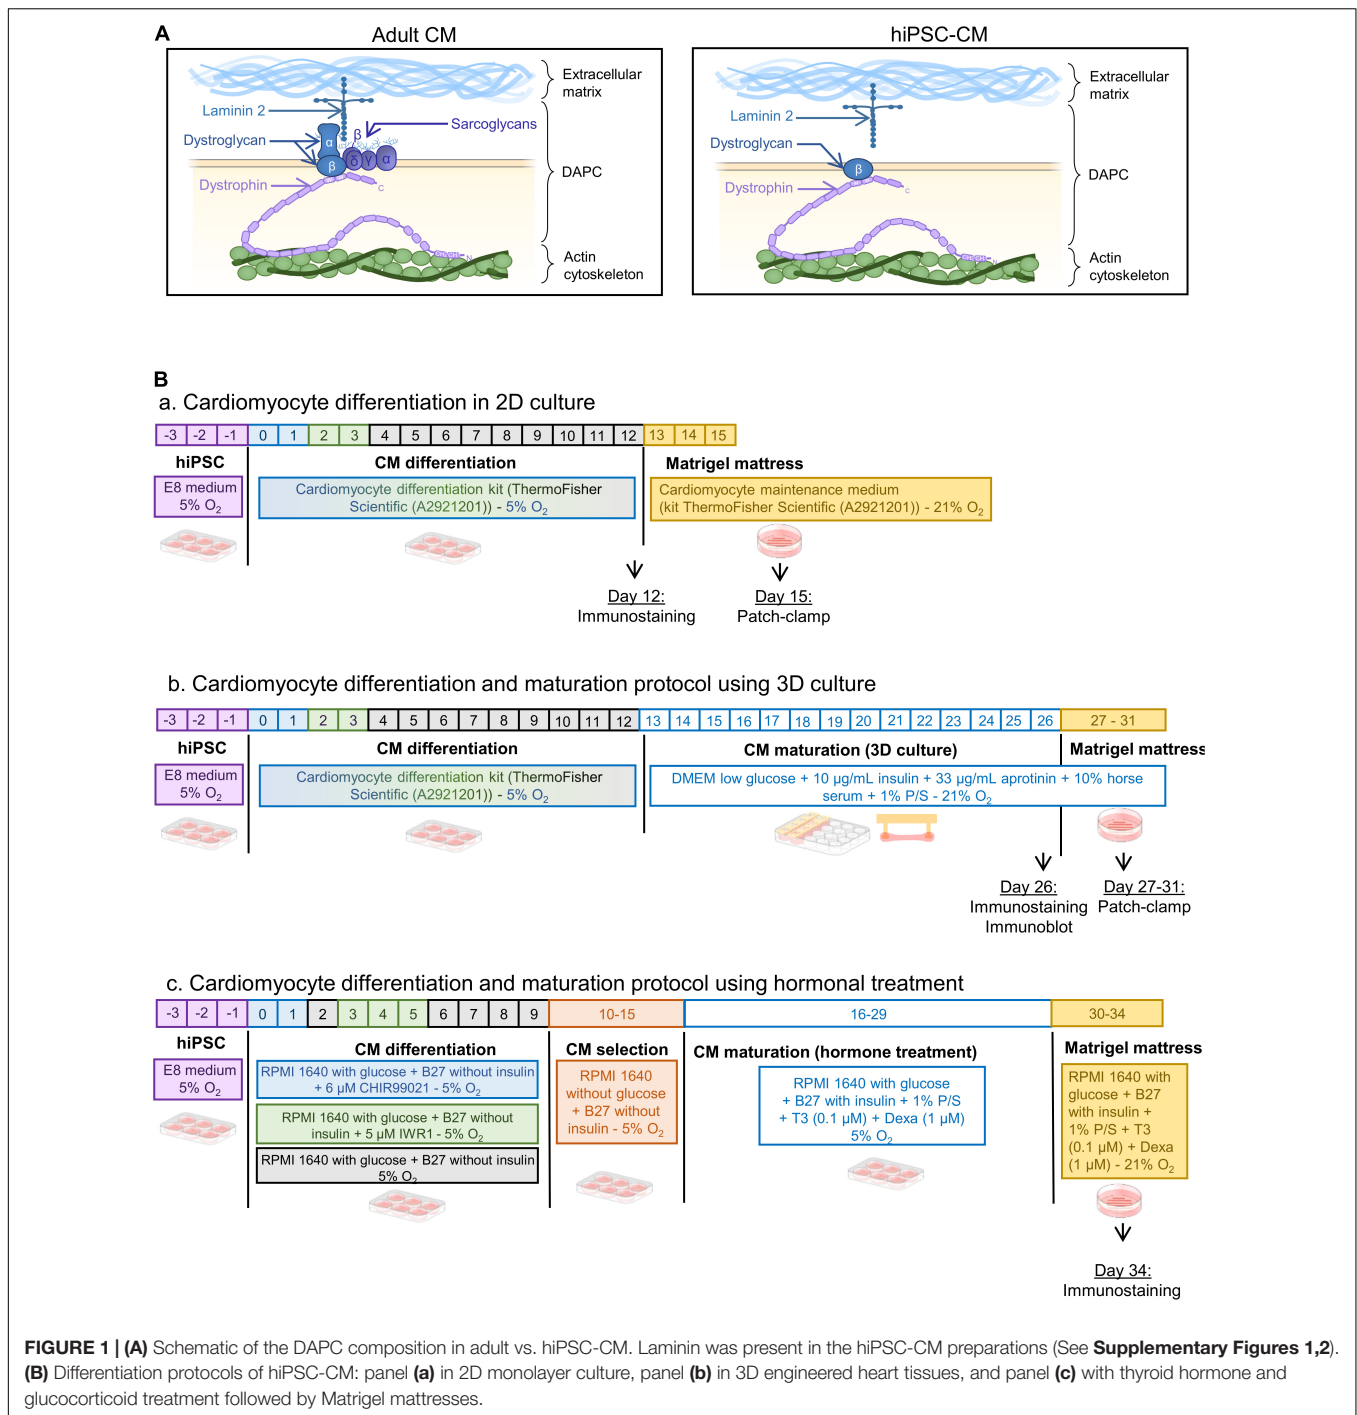 A
Adult CM
hiPSC-CM
Extracellular
matrix
Laminin 2
β
Sarcoglycans
Dystroglycan
α
δ
γ
α
β
DAPC
Dystrophin
C
N
Actin
cytoskeleton
Extracellular
matrix
Laminin 2
Dystroglycan
β
DAPC
Dystrophin
C
N
Actin
cytoskeleton
B
a. Cardiomyocyte differentiation in 2D culture
-3 -2 -1 0 1 2 3 4 5 6 7 8 9 10 11 12 13 14 15
hiPSC
CM differentiation
Matrigel mattress
E8 medium
5% O2
Cardiomyocyte differentiation kit (ThermoFisher
Scientific (A2921201)) - 5% O2
Cardiomyocyte maintenance medium
(kit ThermoFisher Scientific (A2921201)) - 21% O2
Day 12:
Immunostaining
Day 15:
Patch-clamp
b. Cardiomyocyte differentiation and maturation protocol using 3D culture
-3 -2 -1 0 1 2 3 4 5 6 7 8 9 10 11 12 13 14 15 16 17 18 19 20 21 22 23 24 25 26 27 - 31
hiPSC
CM differentiation
CM maturation (3D culture)
Matrigel mattress
E8 medium
5% O2
Cardiomyocyte differentiation kit (ThermoFisher
Scientific (A2921201)) - 5% O2
DMEM low glucose + 10 µg/mL insulin + 33 µg/mL aprotinin + 10% horse
serum + 1% P/S - 21% O2
Day 26:
Immunostaining
Immunoblot
Day 27-31:
Patch-clamp
c. Cardiomyocyte differentiation and maturation protocol using hormonal treatment
-3 -2 -1 0 1 2 3 4 5 6 7 8 9 10-15 16-29 30-34
hiPSC
CM differentiation
CM selection
CM maturation (hormone treatment)
Matrigel mattress
E8 medium
5% O2
RPMI 1640 with glucose + B27 without insulin
+ 6 µM CHIR99021 - 5% O2
RPMI 1640 with glucose + B27 without
insulin + 5 µM IWR1 - 5% O2
RPMI 1640 with glucose + B27 without insulin
5% O2
RPMI 1640
without glucose
+ B27 without
insulin - 5% O2
RPMI 1640 with glucose
+ B27 with insulin + 1% P/S
+ T3 (0.1 µM) + Dexa (1 µM)
5% O2
RPMI 1640 with
glucose + B27
with insulin +
1% P/S + T3
(0.1 µM) + Dexa
(1 µM) - 21% O2
Day 34:
Immunostaining
FIGURE 1 | (A) Schematic of the DAPC composition in adult vs. hiPSC-CM. Laminin was present in the hiPSC-CM preparations (See Supplementary Figures 1,2).
(B) Differentiation protocols of hiPSC-CM: panel (a) in 2D monolayer culture, panel (b) in 3D engineered heart tissues, and panel (c) with thyroid hormone and
glucocorticoid treatment followed by Matrigel mattresses.